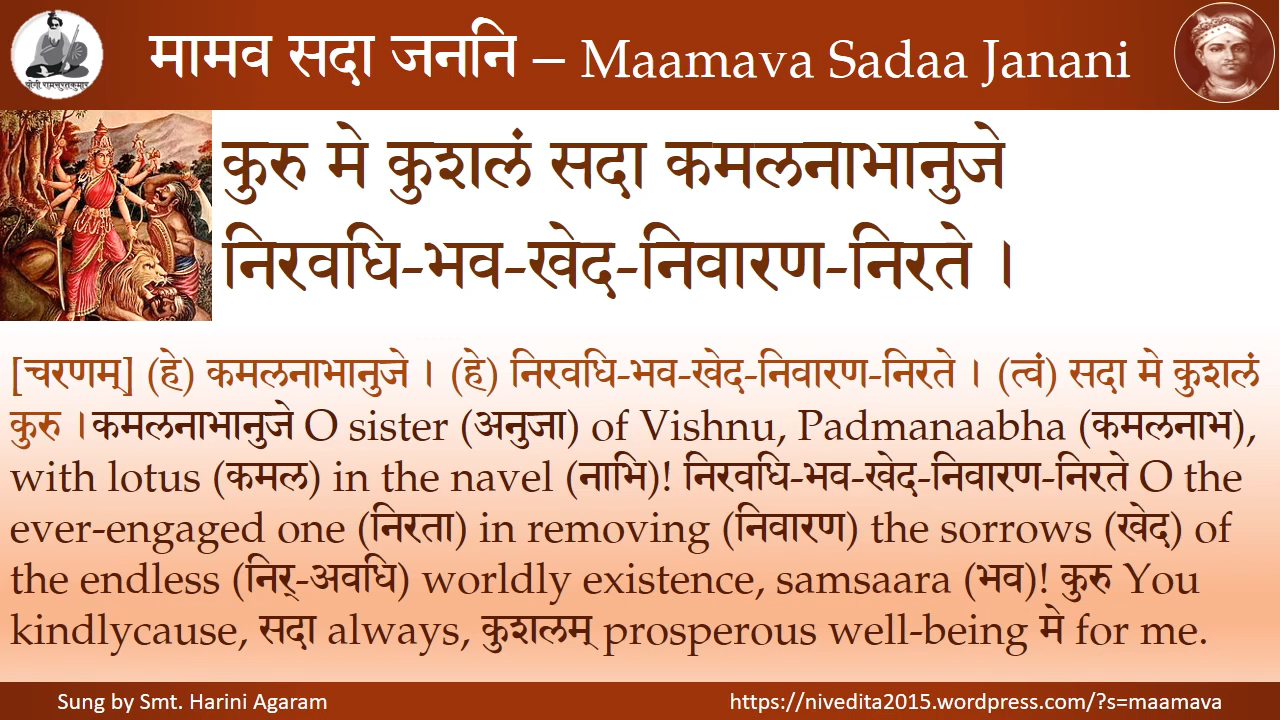 मामव सदा जननि – Maamava Sadaa Janani
योगी रामसुरतकुमार
कुरु मे कुशलं सदा कमलनाभानुजे
निरवधि-भव-खेद-निवारण-निरते ।
[चरणम्] (हे) कमलनाभानुजे । (हे) निरवधि-भव-खेद-निवारण-निरते । (त्वं) सदा मे कुशलं
कुरु । कमलनाभानुजे O sister (अनुजा) of Vishnu, Padmanaabha (कमलनाभ),
with lotus (कमल) in the navel (नाभि)! निरवधि-भव-खेद-निवारण-निरते O the
ever-engaged one (निरता) in removing (निवारण) the sorrows (खेद) of
the endless (निर्-अवधि) worldly existence, samsaara (भव)! कुरु You
kindlycause, सदा always, कुशलम् prosperous well-being मे for me.
Sung by Smt. Harini Agaram
https://nivedita2015.wordpress.com/?s=maamava